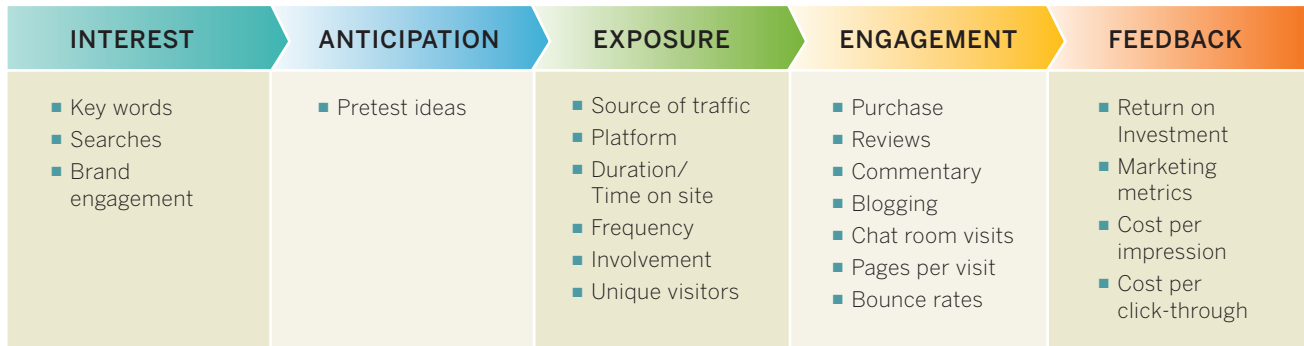 INTEREST
ANTICIPATION
EXPOSURE
ENGAGEMENT
FEEDBACK
Key words
Searches
Brand
engagement
Pretest ideas
Source of traffic
Platform
Duration/
Time on site
Frequency
Involvement
Unique visitors
Purchase
Reviews
Commentary
Blogging
Chat room visits
Pages per visit
Bounce rates
Return on
Investment
Marketing
metrics
Cost per
impression
Cost per
click-through